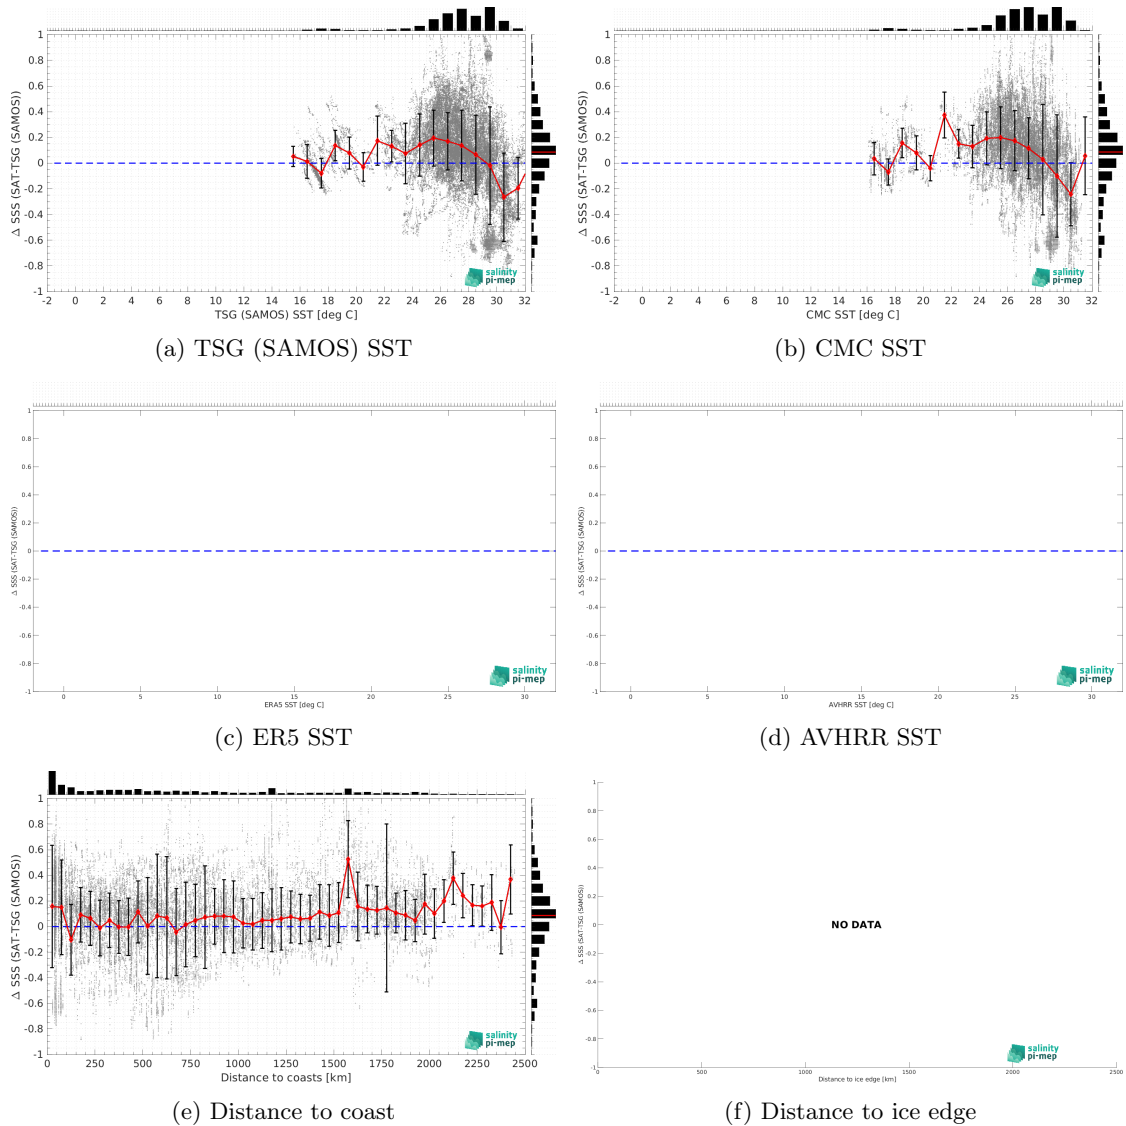 1
0.8
0.6
0.4
0.2
0
-0.2
-0.4
-0.6
-0.8
-1
Δ SSS (SAT-TSG (SAMOS))
-2 0 2 4 6 8 10 12 14 16 18 20 22 24 26 28 30 32
TSG (SAMOS) SST [deg C]
salinity
pi-mep
(a) TSG (SAMOS) SST
1
0.8
0.6
0.4
0.2
0
-0.2
-0.4
-0.6
-0.8
-1
Δ SSS (SAT-TSG (SAMOS))
-2 0 2 4 6 8 10 12 14 16 18 20 22 24 26 28 30 32
CMC SST [deg C]
salinity
pi-mep
(b) CMC SST
1
0.8
0.6
0.4
0.2
0
-0.2
-0.4
-0.6
-0.8
-1
Δ SSS (SAT-TSG (SAMOS))
0 5 10 15 20 25 30
ERA5 SST [deg C]
salinity
pi-mep
(c) ER5 SST
1
0.8
0.6
0.4
0.2
0
-0.2
-0.4
-0.6
-0.8
-1
Δ SSS (SAT-TSG (SAMOS))
0 5 10 15 20 25 30
AVHRR SST [deg C]
salinity
pi-mep
(d) AVHRR SST
1
0.8
0.6
0.4
0.2
0
-0.2
-0.4
-0.6
-0.8
-1
Δ SSS (SAT-TSG (SAMOS))
0 250 500 750 1000 1250 1500 1750 2000 2250 2500
Distance to coasts [km]
salinity
pi-mep
(e) Distance to coast
1
0.8
0.6
0.4
0.2
0
-0.2
-0.4
-0.6
-0.8
-1
Δ SSS (SAT-TSG (SAMOS))
NO DATA
0 500 1000 1500 2000 2500
Distance to ice edge [km]
salinity
pi-mep
(f) Distance to ice edge